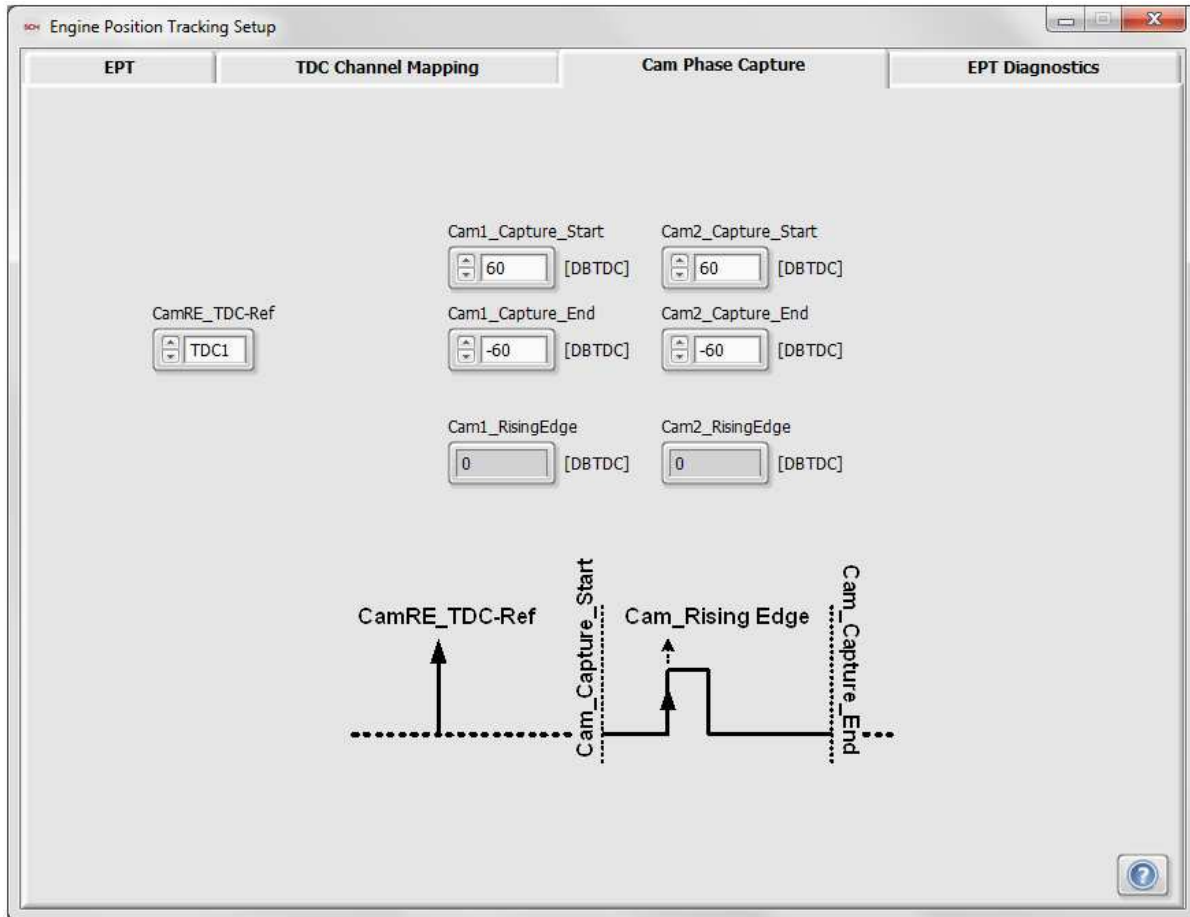 SCM Engine Position Tracking Setup
EPT TDC Channel Mapping Cam Phase Capture EPT Diagnostics
Cam1_Capture_Start Cam2_Capture_Start
60 [DBTDC] 60 [DBTDC]
CamRE_TDC-Ref Cam1_Capture_End Cam2_Capture_End
TDC1 -60 [DBTDC] -60 [DBTDC]
Cam1_RisingEdge Cam2_RisingEdge
0 [DBTDC] 0 [DBTDC]
CamRE_TDC-Ref
Cam_Capture_Start
Cam_Rising Edge
Cam_Capture_End
?